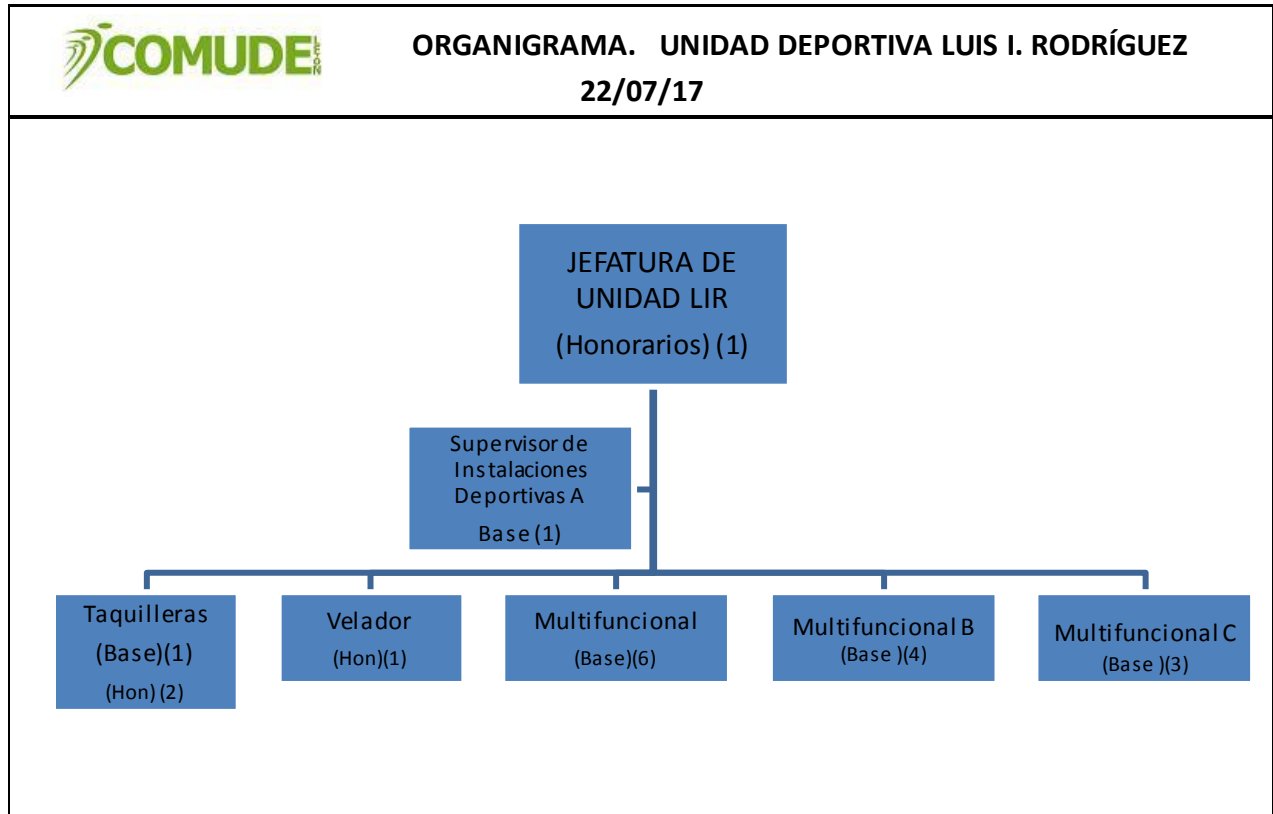 COMUDE LEÓN
ORGANIGRAMA. UNIDAD DEPORTIVA LUIS I. RODRÍGUEZ
22/07/17
JEFATURA DE
UNIDAD LIR
(Honorarios) (1)
Supervisor de
Instalaciones
Deportivas A
Base (1)
Taquilleras
(Base)(1)
(Hon) (2)
Velador
(Hon)(1)
Multifuncional
(Base)(6)
Multifuncional B
(Base )(4)
Multifuncional C
(Base )(3)